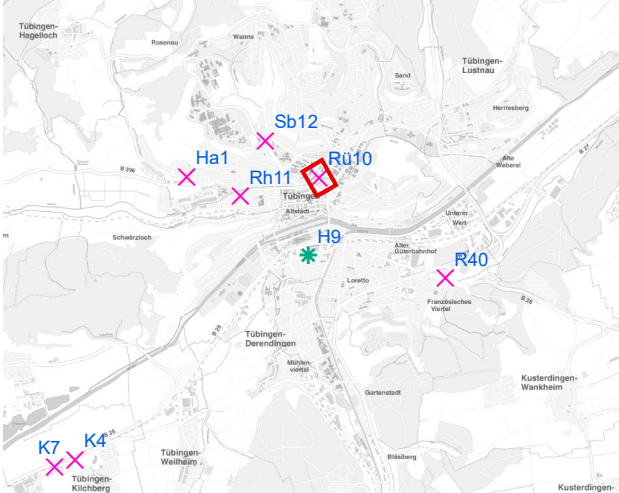 Tübingen-
Hagelloch
Rosenau
Wanne
Sand
Tübingen-
Lustnau
Herrlesberg
Sb12
B 27
Ha1
Rü10
Alte
Weberei
B 296
Rh11
Tübingen
Altstadt
Unterer
Wert
Schwärzloch
H9
Alter
Güterbahnhof
R40
Loretto
B 28
Französisches
Viertel
B 28
Tübingen-
Derendingen
Mühlen-
viertel
Kusterdingen-
Wankheim
Gartenstadt
B 28
K7
K4
Tübingen-
Weilheim
Bläsiberg
Tübingen-
Kilchberg
Kusterdingen-